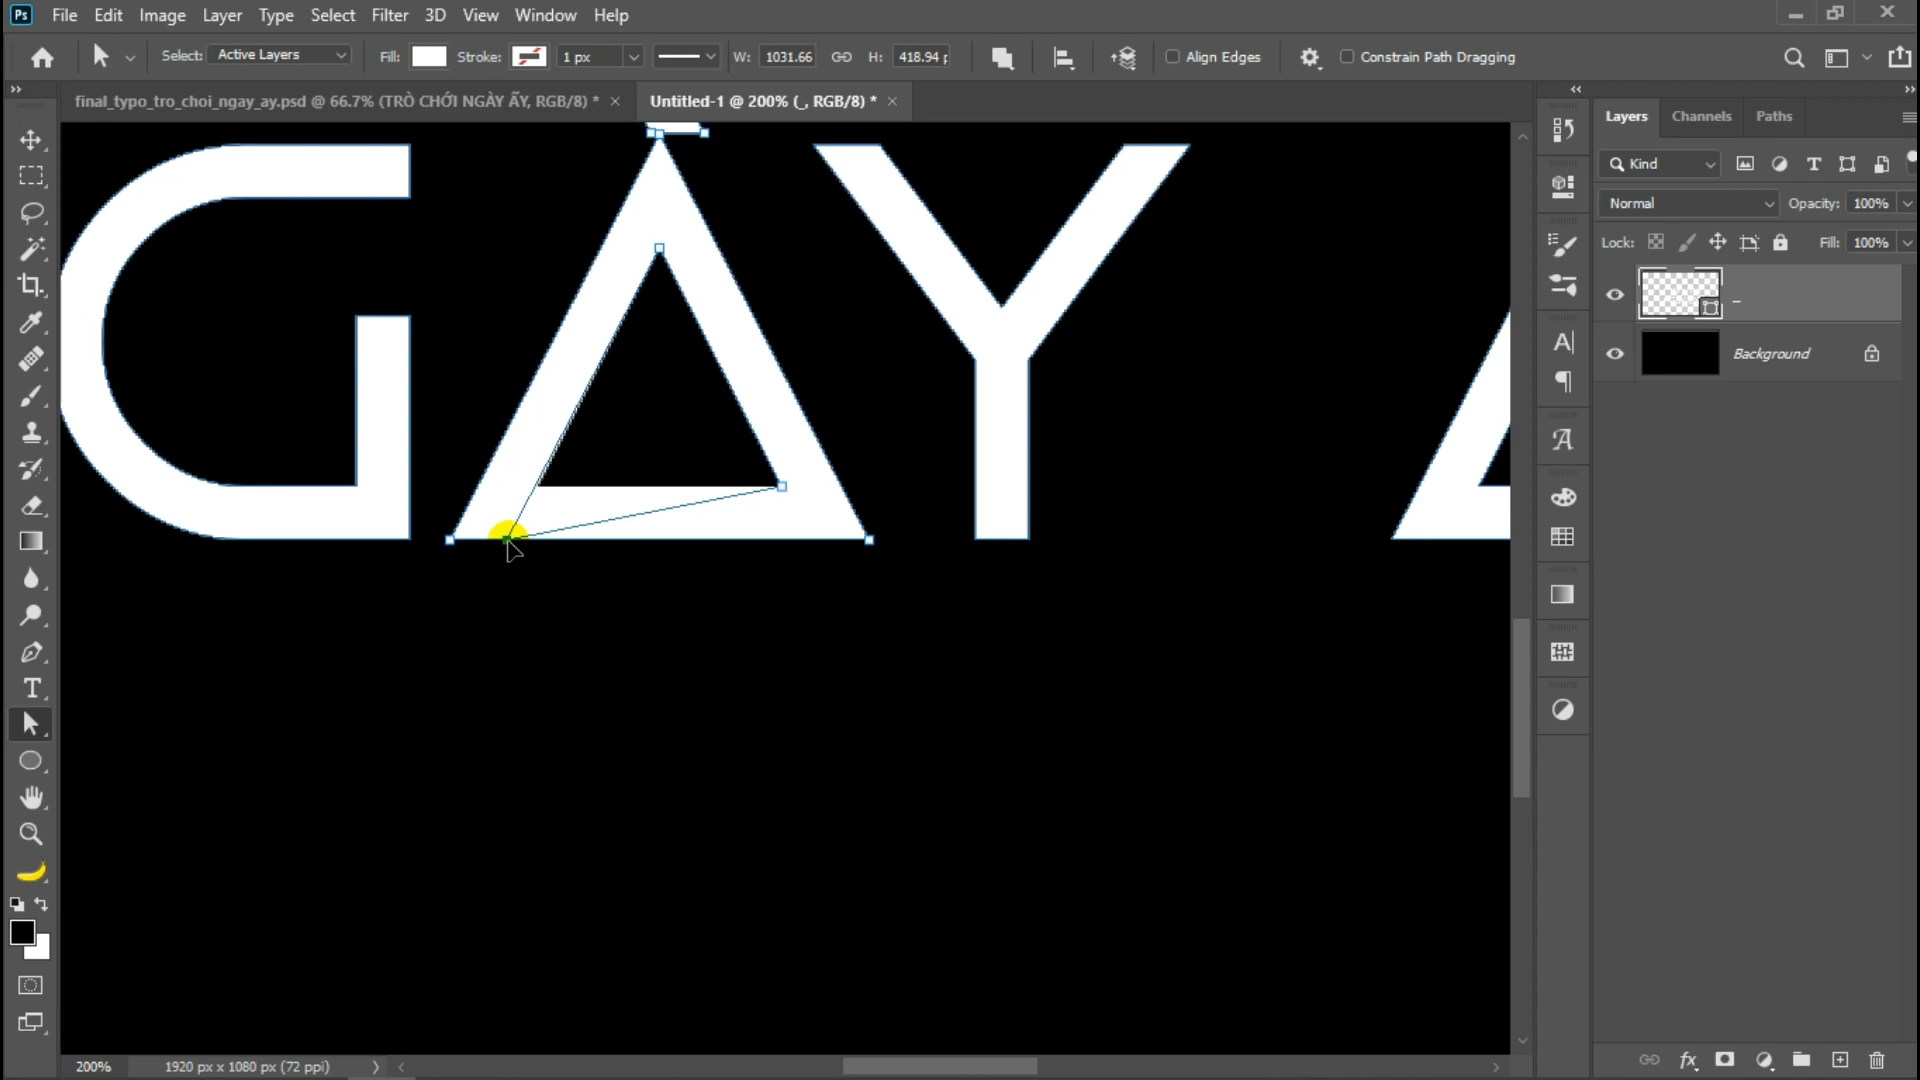 Ps File Edit Image Layer Type Select Filter 3D View Window Help
Select: Active Layers Fill: Stroke: 1 px W: 1031.66 H: 418.94 p Align Edges Constrain Path Dragging
final_typo_tro_choi_ngay_ay.psd @ 66.7% (TRÒ CHƠI NGÀY ẤY, RGB/8) * Untitled-1 @ 200% (_, RGB/8) *
Layers Channels Paths
Kind
Normal Opacity: 100%
Lock: Fill: 100%
_
Background
GAY
200% 1920 px x 1080 px (72 ppi)